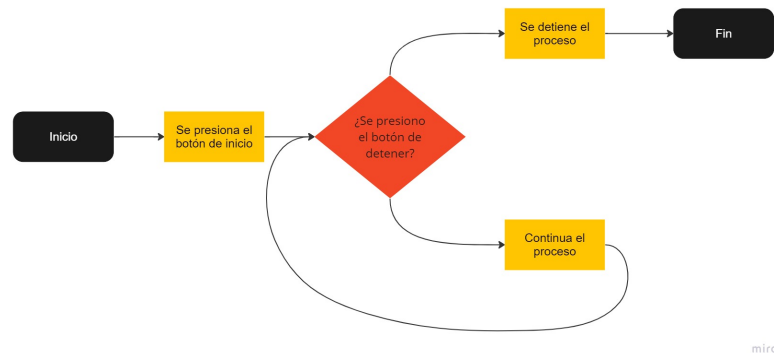 Inicio
Se presiona el
botón de inicio
¿Se presiono
el botón de
detener?
Se detiene el
proceso
Fin
Continua el
proceso
miro